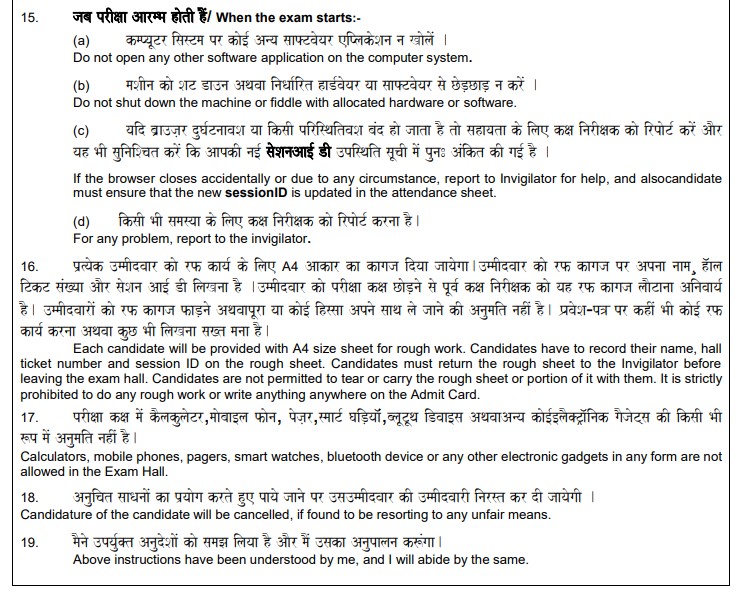 15. जब परीक्षा आरम्भ होती हैं/ When the exam starts:-
(a) कम्प्यूटर सिस्टम पर कोई अन्य साफ्टवेयर एप्लिकेशन न खोलें ।
Do not open any other software application on the computer system.
(b) मशीन को शट डाउन अथवा निर्धारित हार्डवेयर या साफ्टवेयर से छेड़छाड़ न करें ।
Do not shut down the machine or fiddle with allocated hardware or software.
(c) यदि ब्राउज़र दुर्घटनावश या किसी परिस्थितिवश बंद हो जाता है तो सहायता के लिए कक्ष निरीक्षक को रिपोर्ट करें और
यह भी सुनिश्चित करें कि आपकी नई सेशनआई डी उपस्थिति सूची में पुनः अंकित की गई है ।
If the browser closes accidentally or due to any circumstance, report to Invigilator for help, and alsocandidate
must ensure that the new sessionID is updated in the attendance sheet.
(d) किसी भी समस्या के लिए कक्ष निरीक्षक को रिपोर्ट करना है।
For any problem, report to the invigilator.
16. प्रत्येक उम्मीदवार को रफ कार्य के लिए A4 आकार का कागज दिया जायेगा।उम्मीदवार को रफ कागज पर अपना नाम, हॅाल
टिकट संख्या और सेशन आई डी लिखना है ।उम्मीदवार को परीक्षा कक्ष छोड़ने से पूर्व कक्ष निरीक्षक को यह रफ कागज लौटाना अनिवार्य
है। उम्मीदवारों को रफ कागज फाड़ने अथवापूरा या कोई हिस्सा अपने साथ ले जाने की अनुमति नहीं है। प्रवेश-पत्र पर कहीं भी कोई रफ
कार्य करना अथवा कुछ भी लिखना सख्त मना है।
Each candidate will be provided with A4 size sheet for rough work. Candidates have to record their name, hall
ticket number and session ID on the rough sheet. Candidates must return the rough sheet to the Invigilator before
leaving the exam hall. Candidates are not permitted to tear or carry the rough sheet or portion of it with them. It is strictly
prohibited to do any rough work or write anything anywhere on the Admit Card.
17. परीक्षा कक्ष में कैलकुलेटर,मोबाइल फोन, पेज़र,स्मार्ट घड़ियॉ,ब्लूटूथ डिवाइस अथवाअन्य कोईइलैक्ट्रॉनिक गैजेट्स की किसी भी
रूप में अनुमति नहीं है।
Calculators, mobile phones, pagers, smart watches, bluetooth device or any other electronic gadgets in any form are not
allowed in the Exam Hall.
18. अनुचित साधनों का प्रयोग करते हुए पाये जाने पर उसउम्मीदवार की उम्मीदवारी निरस्त कर दी जायेगी ।
Candidature of the candidate will be cancelled, if found to be resorting to any unfair means.
19. मैने उपर्युक्त अनुदेशों को समझ लिया है और मैं उसका अनुपालन करूंगा।
Above instructions have been understood by me, and I will abide by the same.